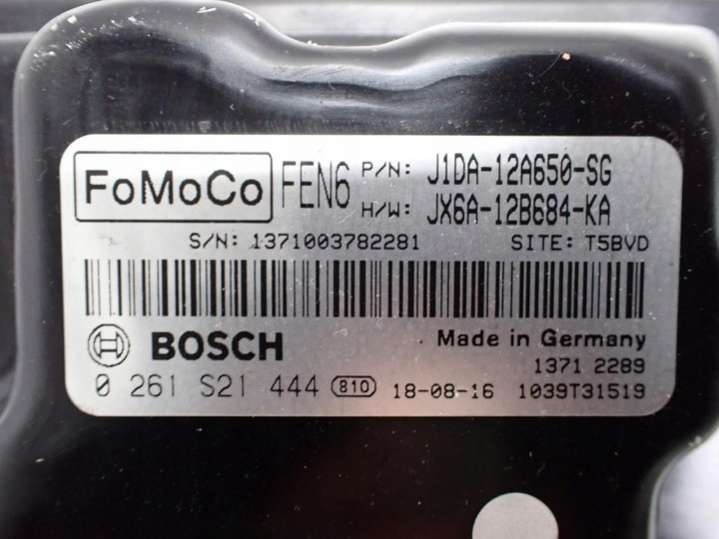 FoMoCo FEN6 P/N: J1DA-12A650-SG
H/W: JX6A-12B684-KA
S/N: 1371003782281 SITE: T5BVD
BOSCH Made in Germany
1371 2289
0 261 S21 444 810 18-08-16 1039T31519